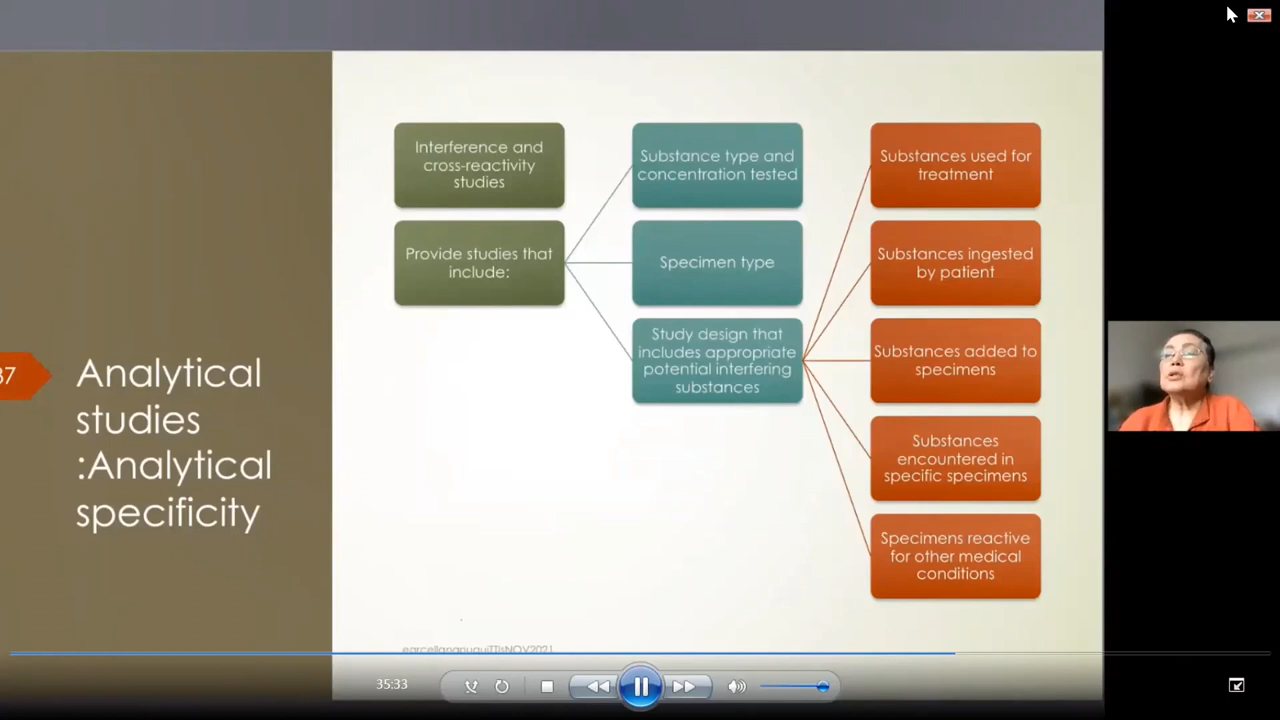 Interference and
cross-reactivity
studies
Provide studies that
include:
Substance type and
concentration tested
Specimen type
Study design that
includes appropriate
potential interfering
substances
Substances used for
treatment
Substances ingested
by patient
Substances added to
specimens
Substances
encountered in
specific specimens
Specimens reactive
for other medical
conditions
37
Analytical
studies
:Analytical
specificity
35:33